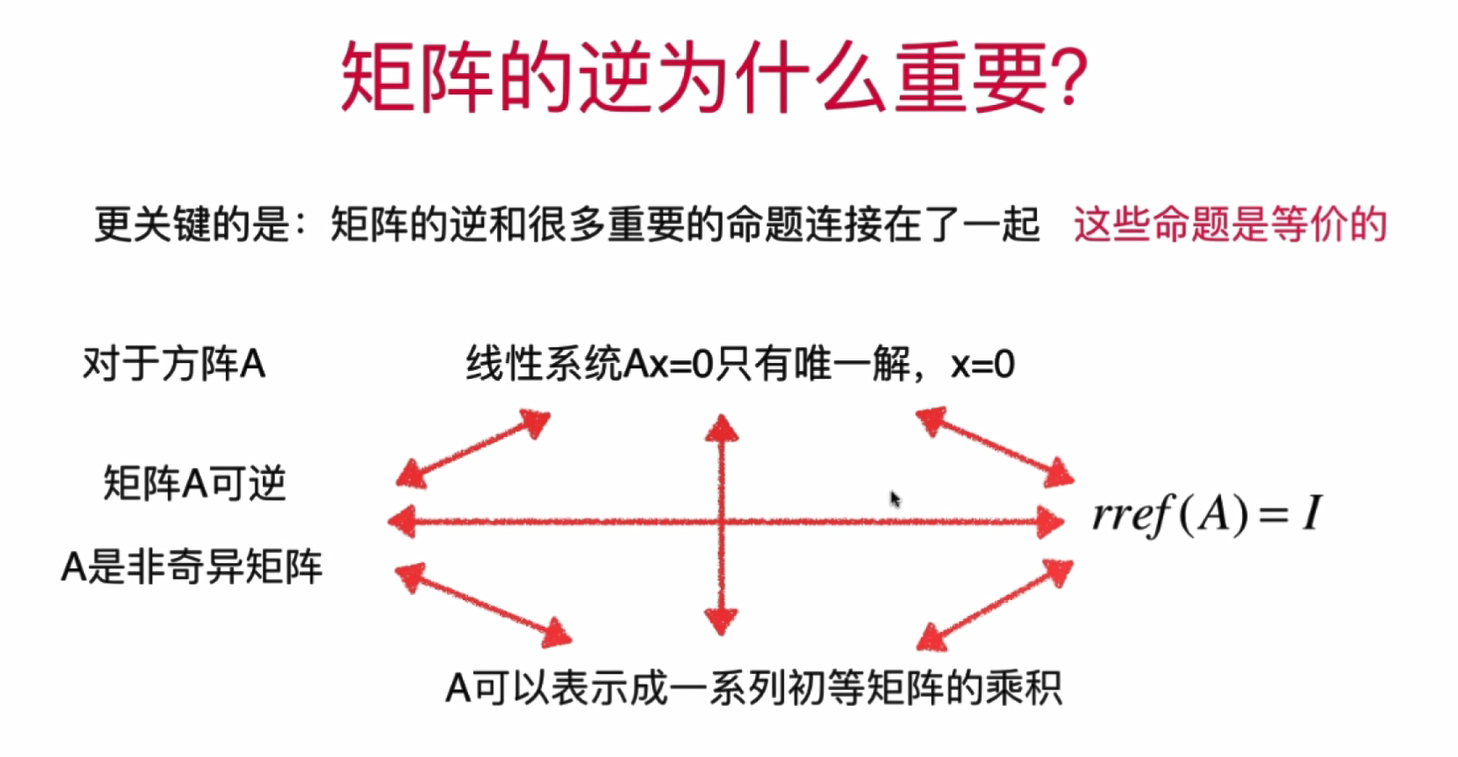 矩阵的逆为什么重要？
更关键的是：矩阵的逆和很多重要的命题连接在了一起 这些命题是等价的
对于方阵A
线性系统Ax=0只有唯一解，x=0
矩阵A可逆
rref(A) = I
A是非奇异矩阵
A可以表示成一系列初等矩阵的乘积